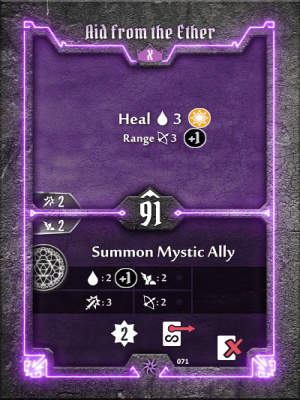 Aid from the Ether
X
Heal 3
Range 3 +1
2
91
2
Summon Mystic Ally
: 2 +1 : 2
: 3 : 2
2
071